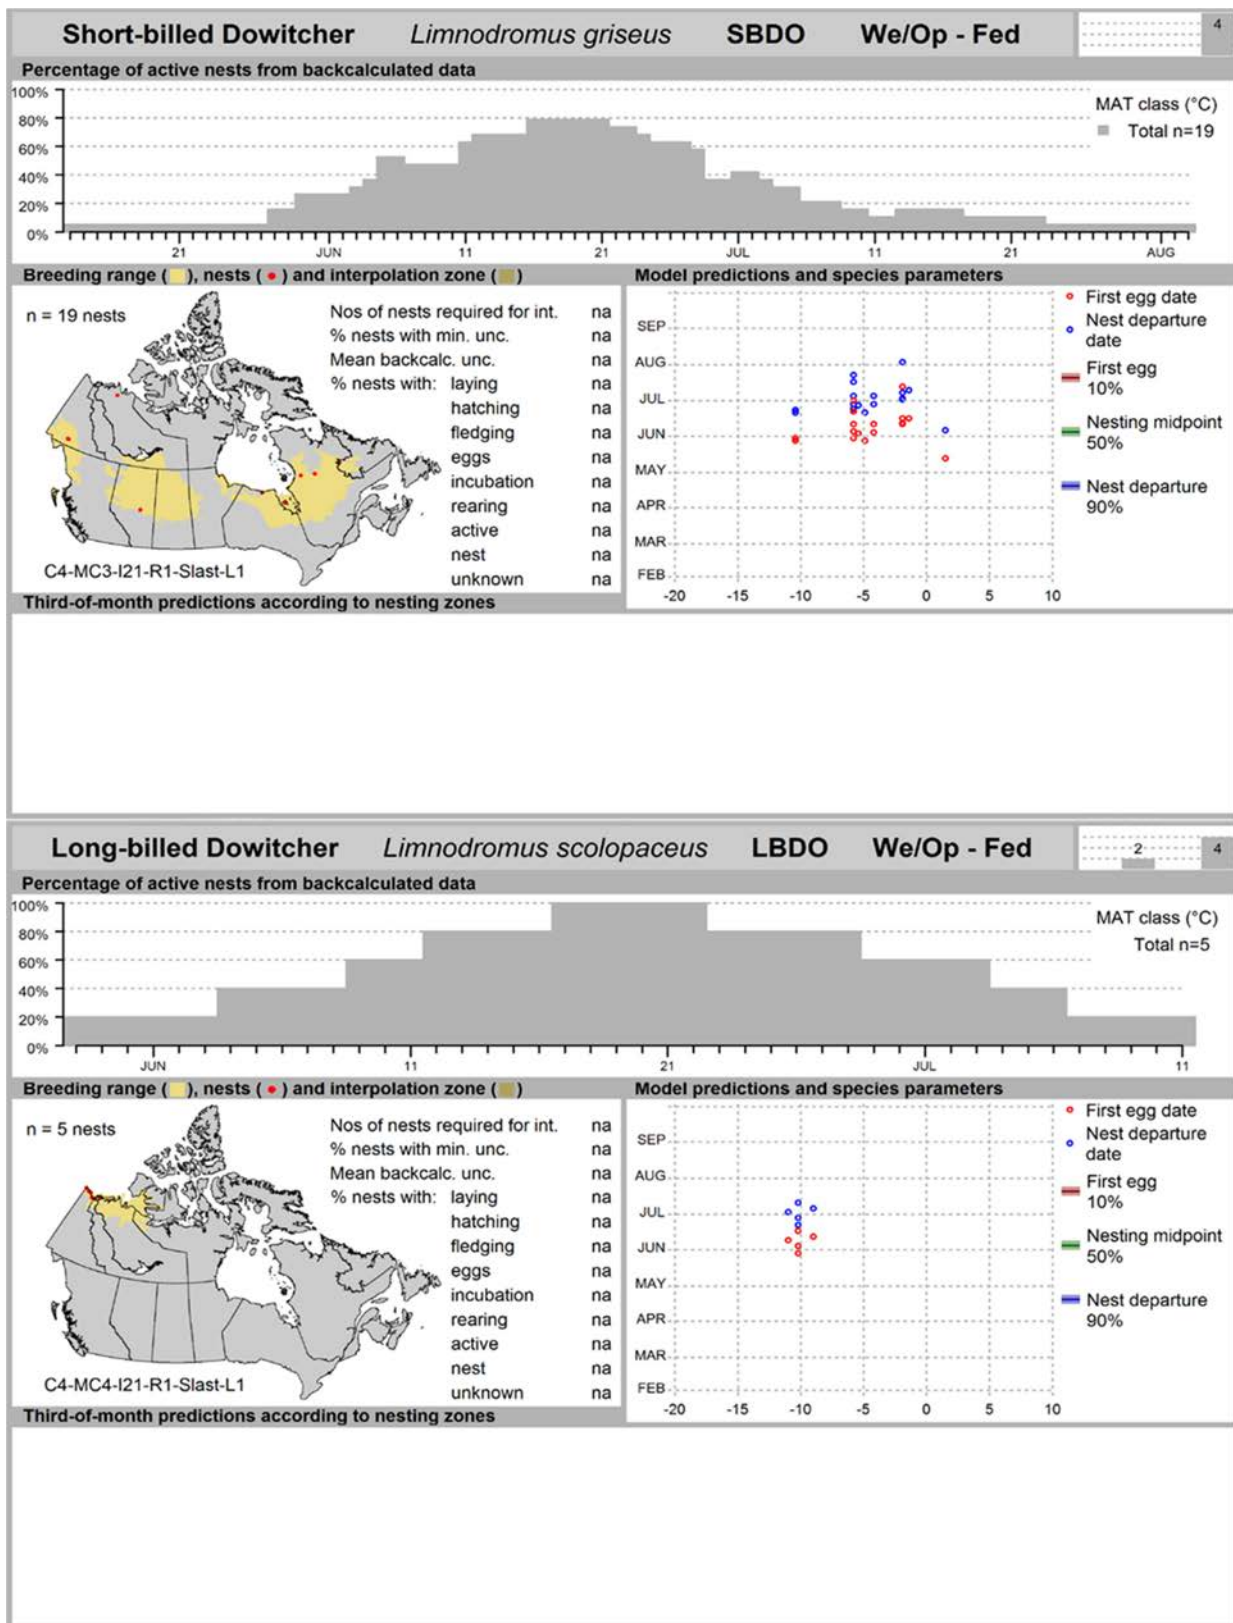 Short-billed Dowitcher Limnodromus griseus SBDO We/Op - Fed 4
Percentage of active nests from backcalculated data
100%
80%
60%
40%
20%
0%
MAT class (°C)
Total n=19
21 JUN 11 21 JUL 11 21 AUG
Breeding range ( ), nests ( ) and interpolation zone ( )
n = 19 nests
Nos of nests required for int. na
% nests with min. unc. na
Mean backcalc. unc. na
% nests with: laying na
hatching na
fledging na
eggs na
incubation na
rearing na
active na
nest na
unknown na
C4-MC3-I21-R1-Slast-L1
Model predictions and species parameters
SEP
AUG
JUL
JUN
MAY
APR
MAR
FEB
-20 -15 -10 -5 0 5 10
First egg date
Nest departure
date
First egg
10%
Nesting midpoint
50%
Nest departure
90%
Third-of-month predictions according to nesting zones
Long-billed Dowitcher Limnodromus scolopaceus LBDO We/Op - Fed 2 4
Percentage of active nests from backcalculated data
100%
80%
60%
40%
20%
0%
MAT class (°C)
Total n=5
JUN 11 21 JUL 11
Breeding range ( ), nests ( ) and interpolation zone ( )
n = 5 nests
Nos of nests required for int. na
% nests with min. unc. na
Mean backcalc. unc. na
% nests with: laying na
hatching na
fledging na
eggs na
incubation na
rearing na
active na
nest na
unknown na
C4-MC4-I21-R1-Slast-L1
Model predictions and species parameters
SEP
AUG
JUL
JUN
MAY
APR
MAR
FEB
-20 -15 -10 -5 0 5 10
First egg date
Nest departure
date
First egg
10%
Nesting midpoint
50%
Nest departure
90%
Third-of-month predictions according to nesting zones